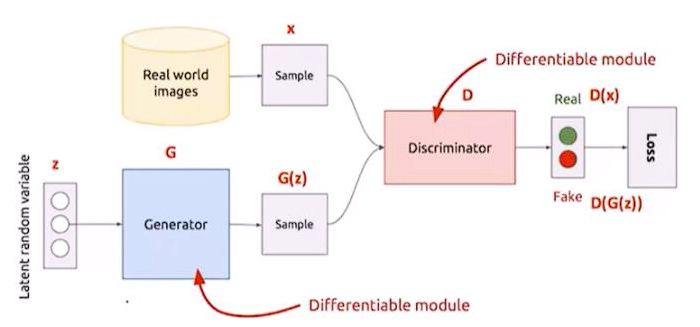 x
Differentiable module
Real world
images
Sample
D
Real D(x)
Discriminator
Loss
Fake D(G(z))
Latent random variable
z
G
G(z)
Generator
Sample
Differentiable module